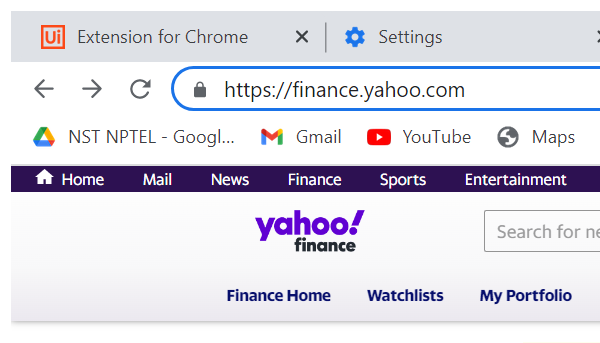 Ui Extension for Chrome Settings
https://finance.yahoo.com
NST NPTEL - Googl... Gmail YouTube Maps
Home Mail News Finance Sports Entertainment
yahoo!
finance
Search for ne
Finance Home Watchlists My Portfolio